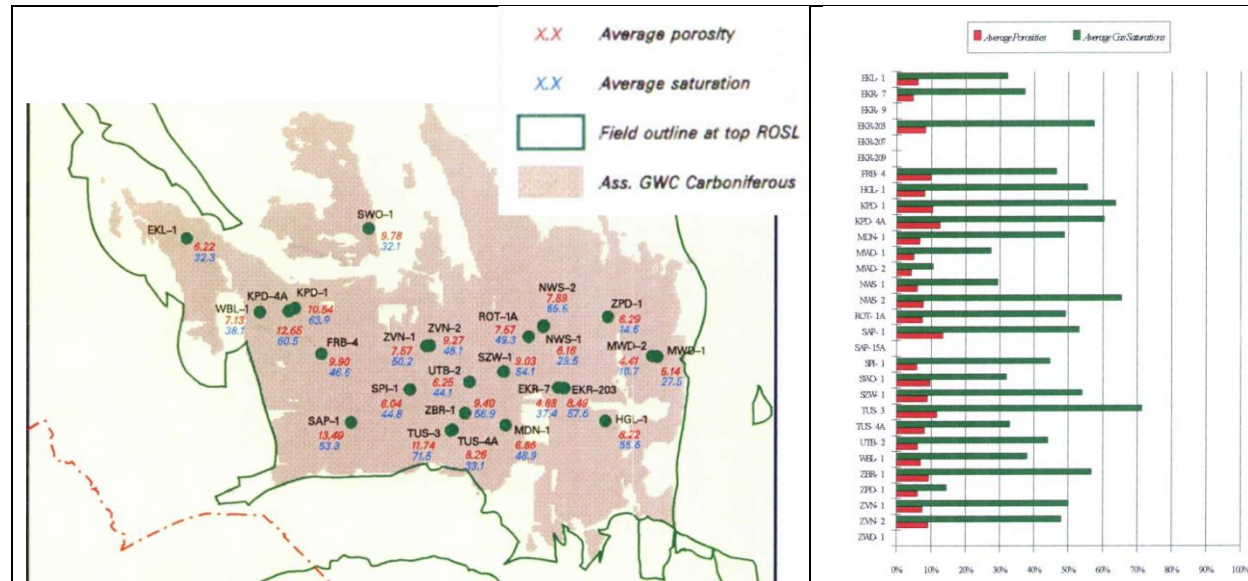 X.X Average porosity
X.X Average saturation
Field outline at top ROSL
Ass. GWC Carboniferous
SWO-1
9.78
32.1
EKL-1
6.22
32.3
KPD-4A
KPD-1
WBL-1
7.13
38.1
10.54
63.9
12.65
60.5
FRB-4
9.90
46.6
NWS-2
7.89
65.6
ZPD-1
6.29
14.6
ROT-1A
7.57
49.3
NWS-1
6.16
29.5
ZVN-1
7.67
50.2
ZVN-2
9.27
48.1
SZW-1
9.03
54.1
MWD-2
4.41
10.7
MWD-1
5.14
27.5
UTB-2
6.25
44.1
SPI-1
6.04
44.8
EKR-7
4.88
37.4
EKR-203
8.49
57.6
ZBR-1
9.40
56.9
HGL-1
8.22
55.6
SAP-1
13.49
53.3
TUS-3
11.74
71.5
TUS-4A
8.26
33.1
MDN-1
6.86
48.9
Average Porosities Average Gas Saturations
EKL- 1
EKR- 7
EKR- 9
EKR-203
EKR-207
EKR-209
FRB- 4
HGL- 1
KPD- 1
KPD- 4A
MDN- 1
MWD- 1
MWD- 2
NWS- 1
NWS- 2
ROT- 1A
SAP- 1
SAP- 15A
SPI- 1
SWO- 1
SZW- 1
TUS- 3
TUS- 4A
UTB- 2
WBL- 1
ZBR- 1
ZPD- 1
ZVN- 1
ZVN- 2
ZWD- 1
0% 10% 20% 30% 40% 50% 60% 70% 80% 90% 100%